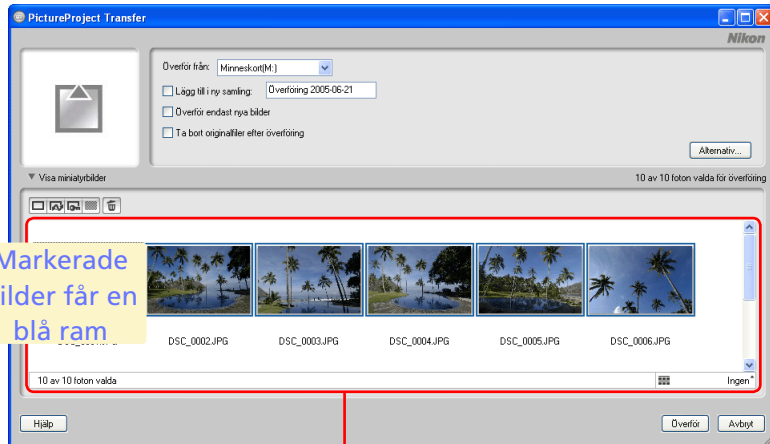 PictureProject Transfer
Nikon
Överför från: Minneskort(M:)
Lägg till i ny samling: Överföring 2005-06-21
Överför endast nya bilder
Ta bort originalfiler efter överföring
Alternativ...
Visa miniatyrbilder
10 av 10 foton valda för överföring
Markerade
bilder får en
blå ram
DSC_0002.JPG DSC_0003.JPG DSC_0004.JPG DSC_0005.JPG DSC_0006.JPG
10 av 10 foton valda
Ingen*
Hjälp
Överför Avbryt